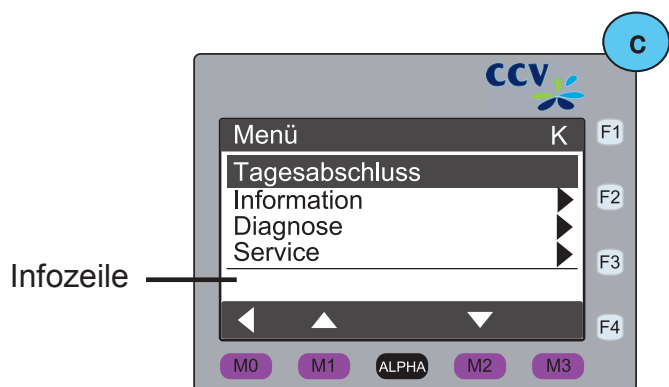 C
CCV
Menü K F1
Tagesabschluss
Information F2
Diagnose
Service F3
Infozeile
F4
M0 M1 ALPHA M2 M3